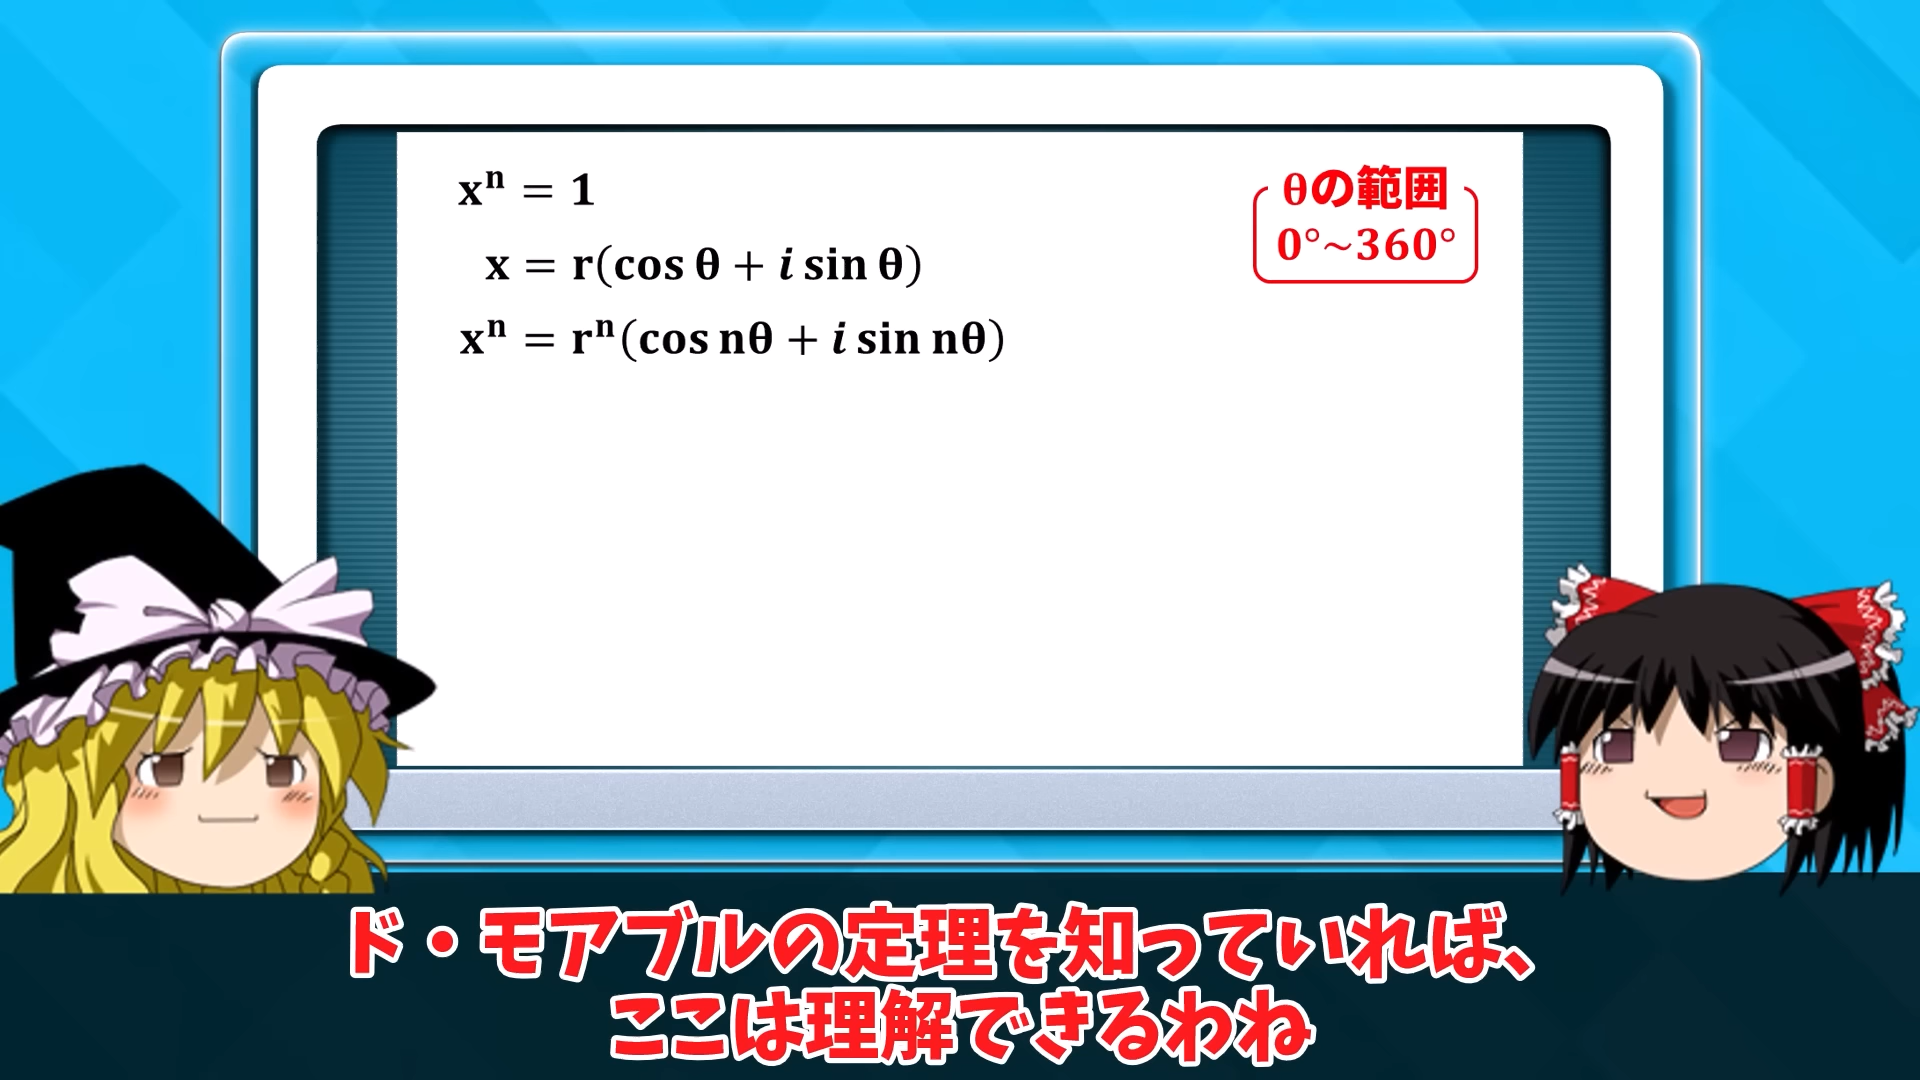 xⁿ = 1
x = r(cos θ + i sin θ)
xⁿ = rⁿ(cos nθ + i sin nθ)
θの範囲
0°~360°
ド・モアブルの定理を知っていれば、
ここは理解できるわね